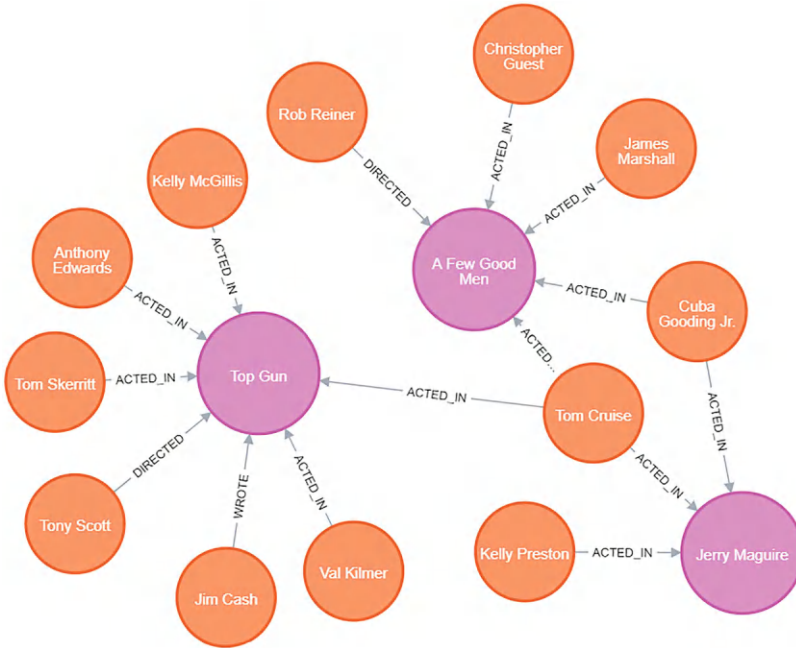 Christopher
Guest
Rob Reiner
James
Marshall
Kelly McGillis
DIRECTED
ACTED_IN
ACTED_IN
Anthony
Edwards
ACTED_IN
A Few Good
Men
ACTED_IN
ACTED_IN
Cuba
Gooding Jr.
Tom Skerritt
ACTED_IN
Top Gun
ACTED...
ACTED_IN
Tom Cruise
ACTED_IN
DIRECTED
ACTED_IN
WROTE
ACTED_IN
Tony Scott
Kelly Preston
ACTED_IN
Jerry Maguire
Val Kilmer
Jim Cash